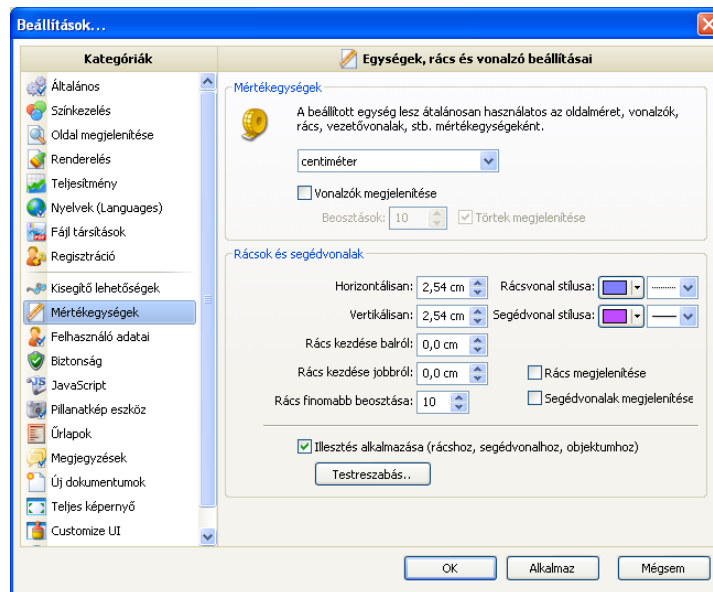 Beállítások...
Kategóriák
Általános
Színkezelés
Oldal megjelenítése
Renderelés
Teljesítmény
Nyelvek (Languages)
Fájl társítások
Regisztráció
Kisegítő lehetőségek
Mértékegységek
Felhasználó adatai
Biztonság
JavaScript
Pillanatkép eszköz
Űrlapok
Megjegyzések
Új dokumentumok
Teljes képernyő
Customize UI
Egységek, rács és vonalzó beállításai
Mértékegységek
A beállított egység lesz átalánosan használatos az oldalméret, vonalzók,
rács, vezetővonalak, stb. mértékegységeként.
centiméter
Vonalzók megjelenítése
Beosztások: 10 Törtek megjelenítése
Rácsok és segédvonalak
Horizontálisan: 2,54 cm Rácsvonal stílusa:
Vertikálisan: 2,54 cm Segédvonal stílusa:
Rács kezdése balról: 0,0 cm
Rács kezdése jobbról: 0,0 cm Rács megjelenítése
Rács finomabb beosztása: 10 Segédvonalak megjelenítése
Illesztés alkalmazása (rácshoz, segédvonalhoz, objektumhoz)
Testreszabás..
OK Alkalmaz Mégsem